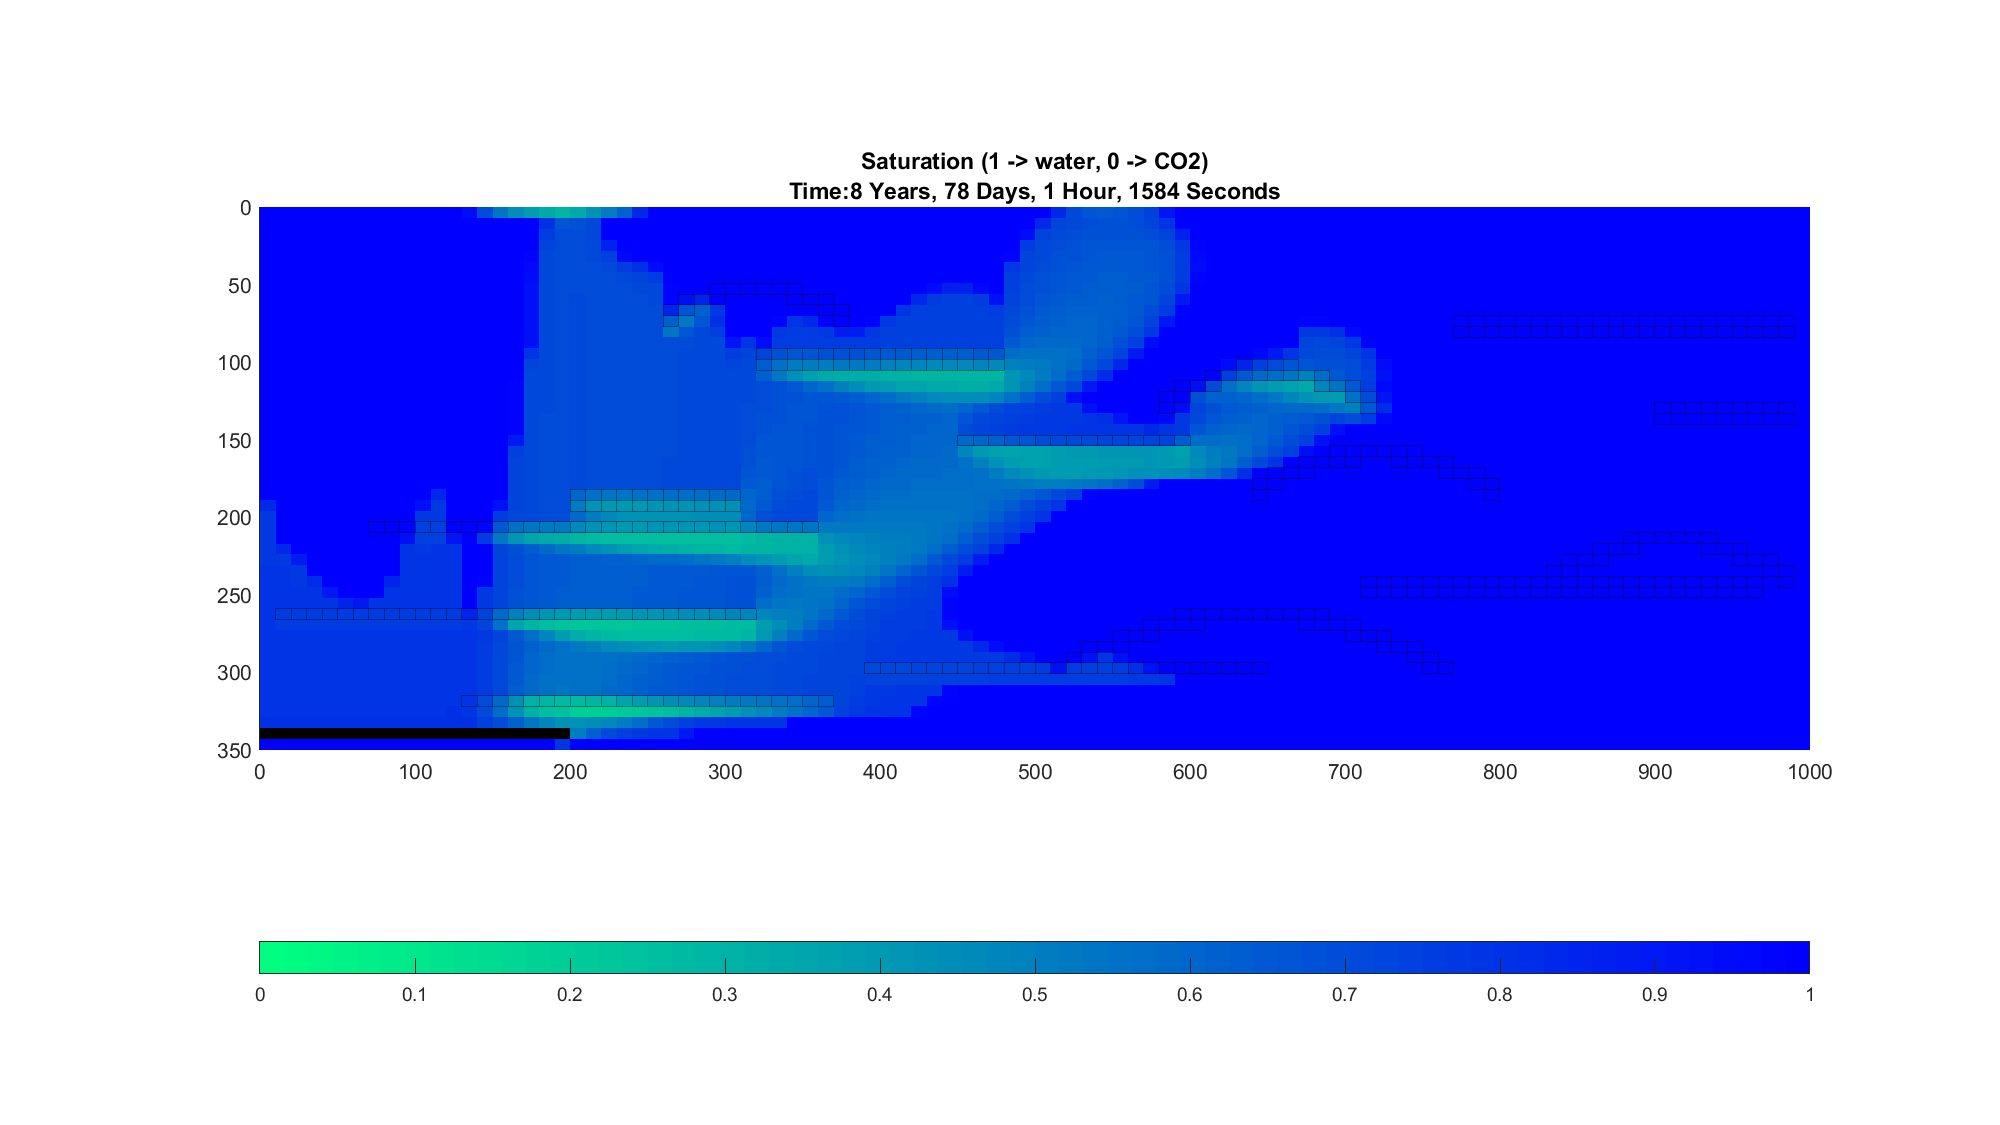 Saturation (1 -> water, 0 -> CO2)
Time:8 Years, 78 Days, 1 Hour, 1584 Seconds
0
50
100
150
200
250
300
350
0 100 200 300 400 500 600 700 800 900 1000
0 0.1 0.2 0.3 0.4 0.5 0.6 0.7 0.8 0.9 1